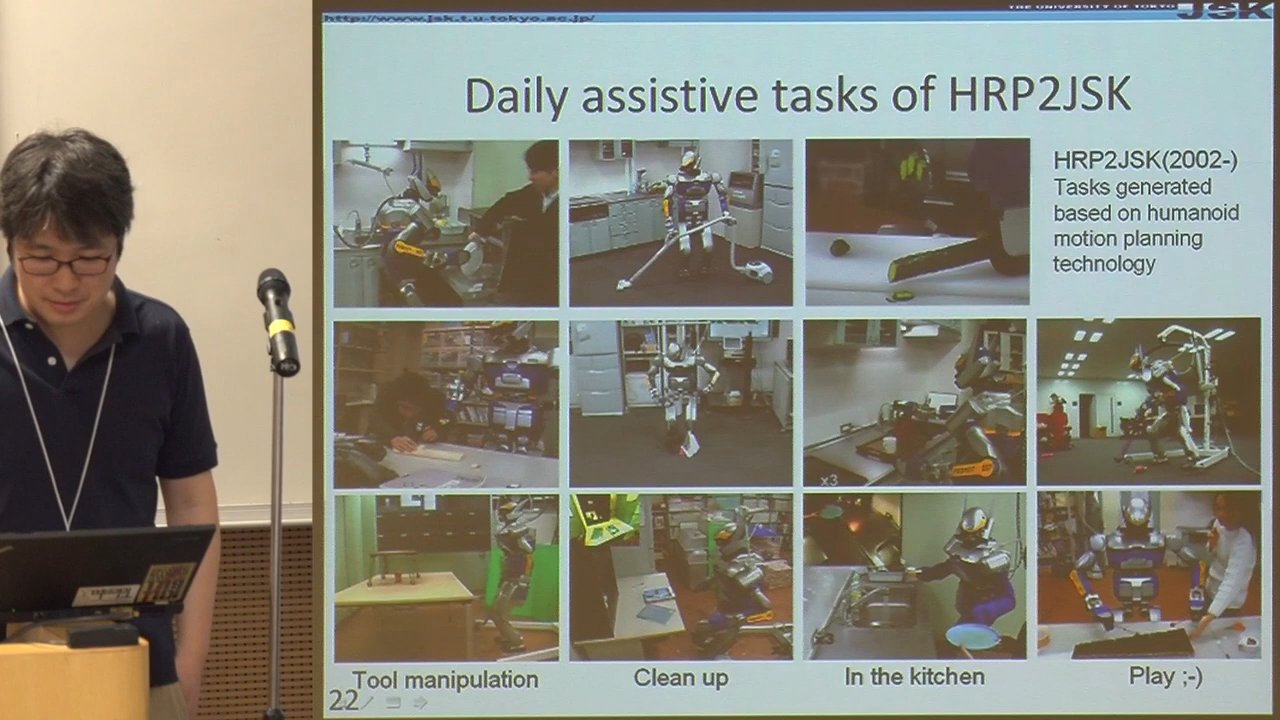 http://www.jsk.t.u-tokyo.ac.jp/
THE UNIVERSITY OF TOKYO JSK
Daily assistive tasks of HRP2JSK
HRP2JSK(2002-)
Tasks generated
based on humanoid
motion planning
technology
x3
Tool manipulation
Clean up
In the kitchen
Play ;-)
22